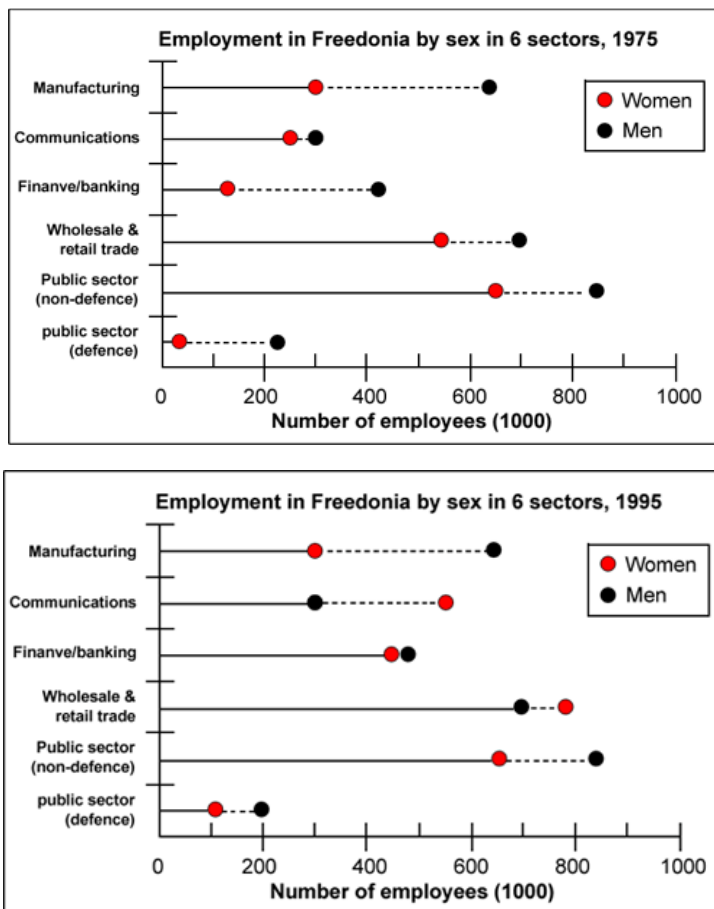 Employment in Freedonia by sex in 6 sectors, 1975
Manufacturing
Women
Men
Communications
Finanve/banking
Wholesale &
retail trade
Public sector
(non-defence)
public sector
(defence)
0 200 400 600 800 1000
Number of employees (1000)
Employment in Freedonia by sex in 6 sectors, 1995
Manufacturing
Women
Men
Communications
Finanve/banking
Wholesale &
retail trade
Public sector
(non-defence)
public sector
(defence)
0 200 400 600 800 1000
Number of employees (1000)